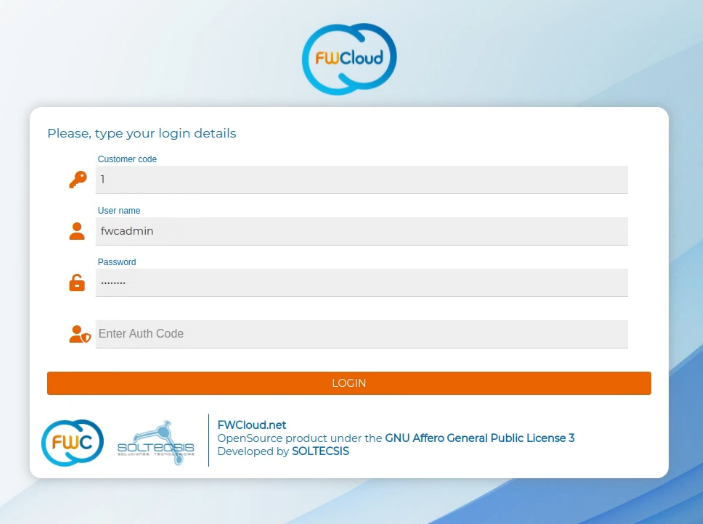 FWCloud
Please, type your login details
Customer code
1
User name
fwcadmin
Password
········
Enter Auth Code
LOGIN
FWC
SOLTECSIS
FWCloud.net
OpenSource product under the GNU Affero General Public License 3
Developed by SOLTECSIS